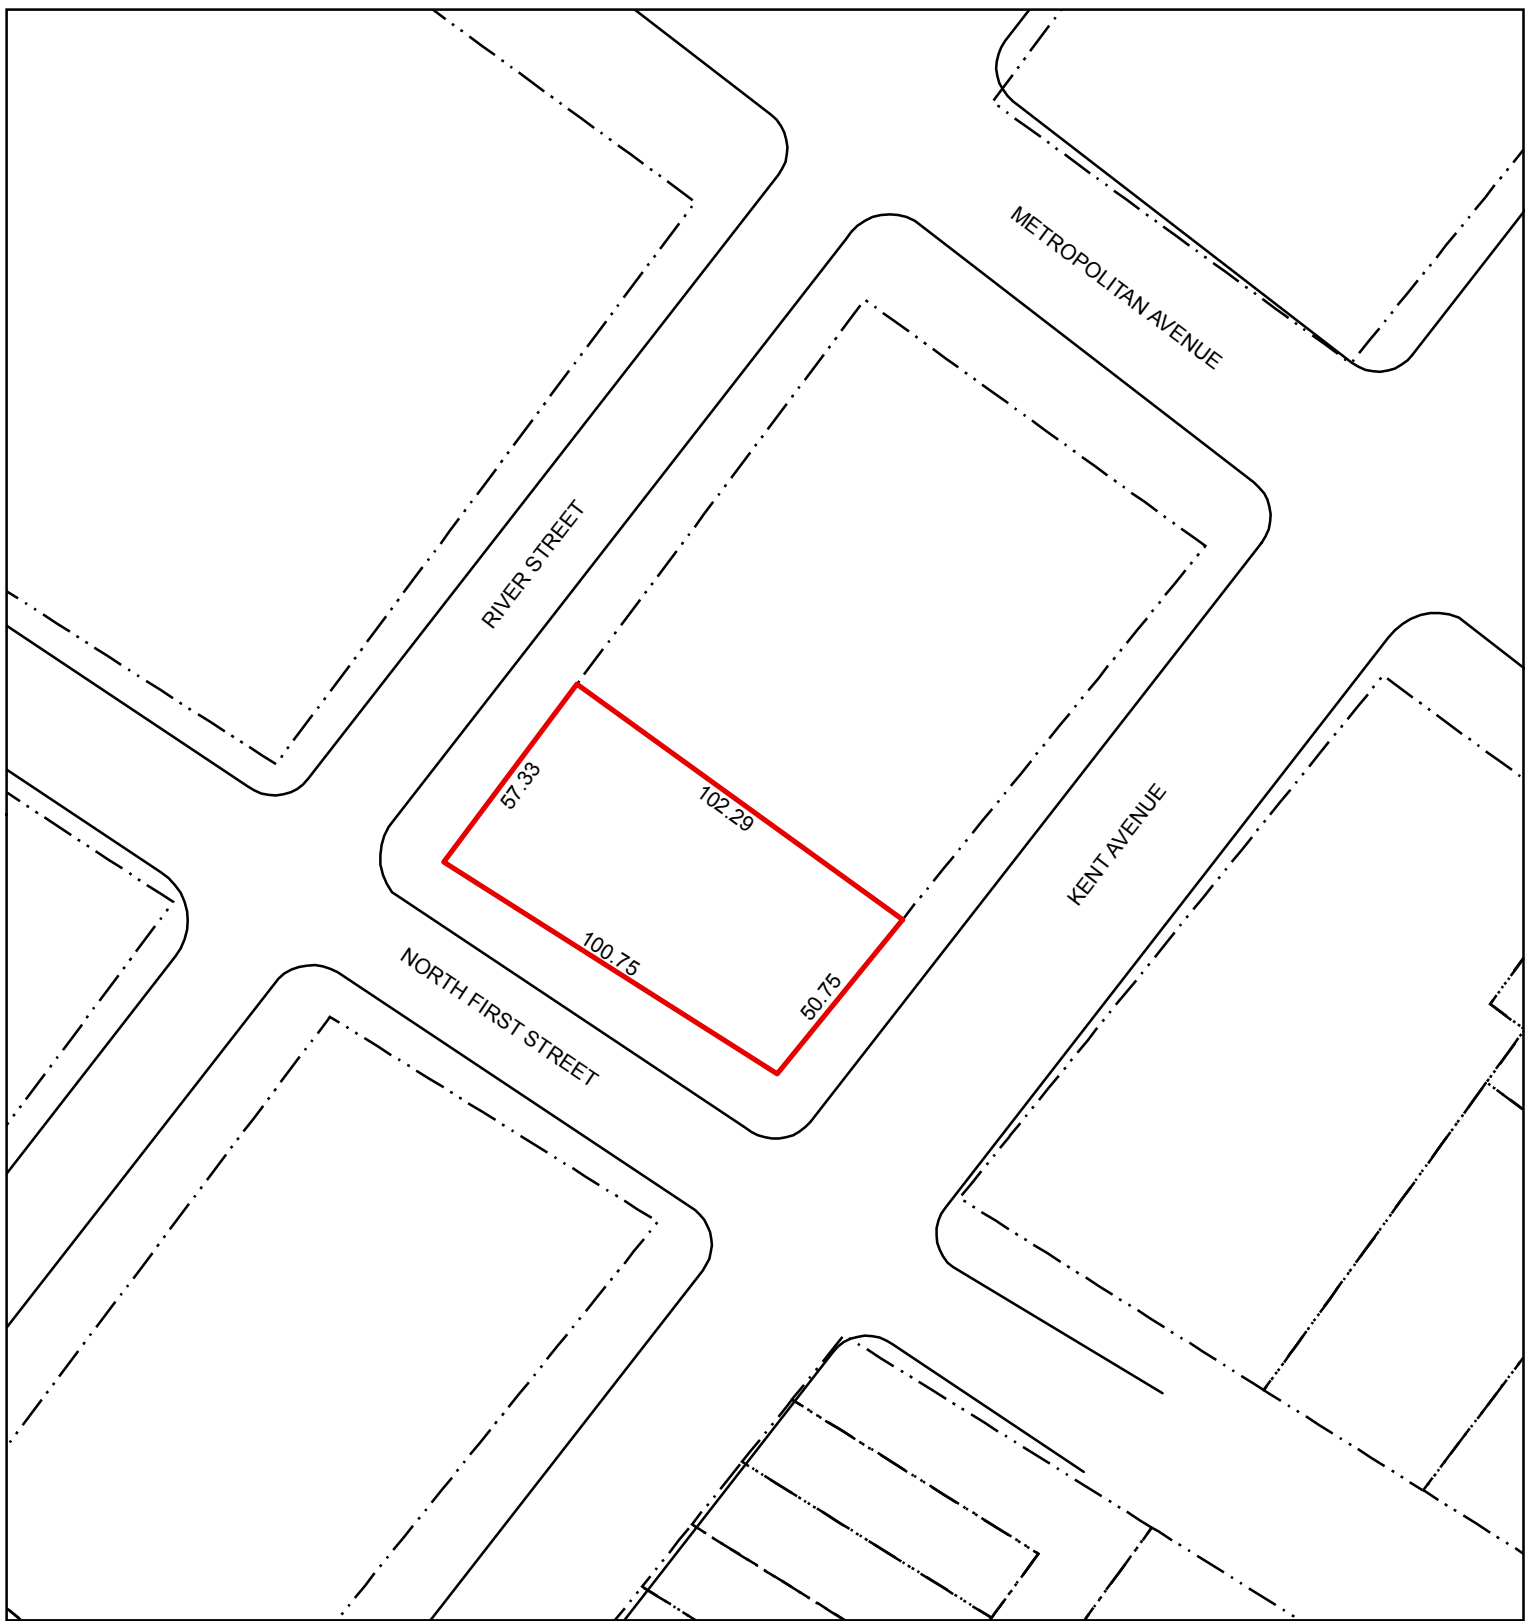 METROPOLITAN AVENUE
RIVER STREET
57.33
102.29
KENT AVENUE
100.75
50.75
NORTH FIRST STREET